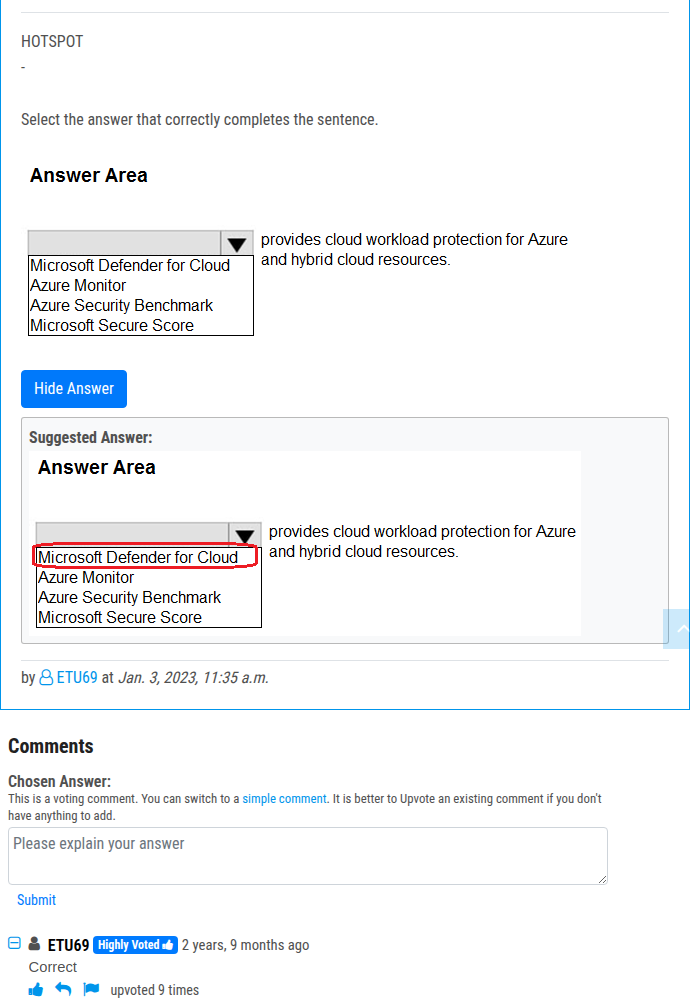 HOTSPOT
-
Select the answer that correctly completes the sentence.
Answer Area
provides cloud workload protection for Azure
and hybrid cloud resources.
Microsoft Defender for Cloud
Azure Monitor
Azure Security Benchmark
Microsoft Secure Score
Hide Answer
Suggested Answer:
Answer Area
provides cloud workload protection for Azure
and hybrid cloud resources.
Microsoft Defender for Cloud
Azure Monitor
Azure Security Benchmark
Microsoft Secure Score
by ETU69 at Jan. 3, 2023, 11:35 a.m.
Comments
Chosen Answer:
This is a voting comment. You can switch to a simple comment. It is better to Upvote an existing comment if you don't
have anything to add.
Please explain your answer
Submit
ETU69 Highly Voted 2 years, 9 months ago
Correct
upvoted 9 times